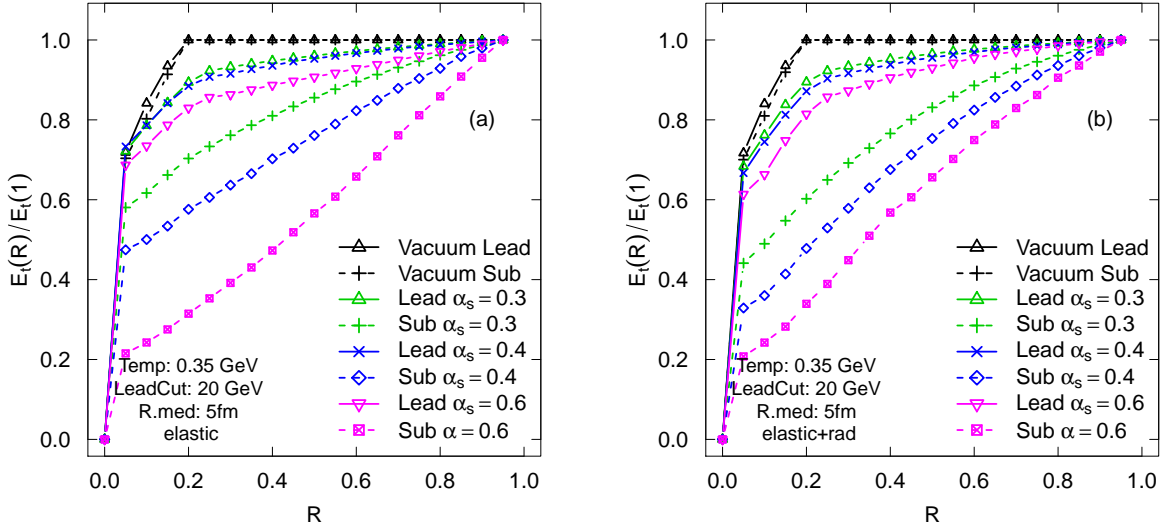 1.0
0.8
0.6
0.4
0.2
0.0
E_t(R)/E_t(1)
(a)
Vacuum Lead
Vacuum Sub
Lead α_s = 0.3
Sub α_s = 0.3
Lead α_s = 0.4
Sub α_s = 0.4
Lead α_s = 0.6
Sub α = 0.6
Temp: 0.35 GeV
LeadCut: 20 GeV
R.med: 5fm
elastic
0.0 0.2 0.4 0.6 0.8 1.0
R
1.0
0.8
0.6
0.4
0.2
0.0
E_t(R)/E_t(1)
(b)
Vacuum Lead
Vacuum Sub
Lead α_s = 0.3
Sub α_s = 0.3
Lead α_s = 0.4
Sub α_s = 0.4
Lead α_s = 0.6
Sub α = 0.6
Temp: 0.35 GeV
LeadCut: 20 GeV
R.med: 5fm
elastic+rad
0.0 0.2 0.4 0.6 0.8 1.0
R